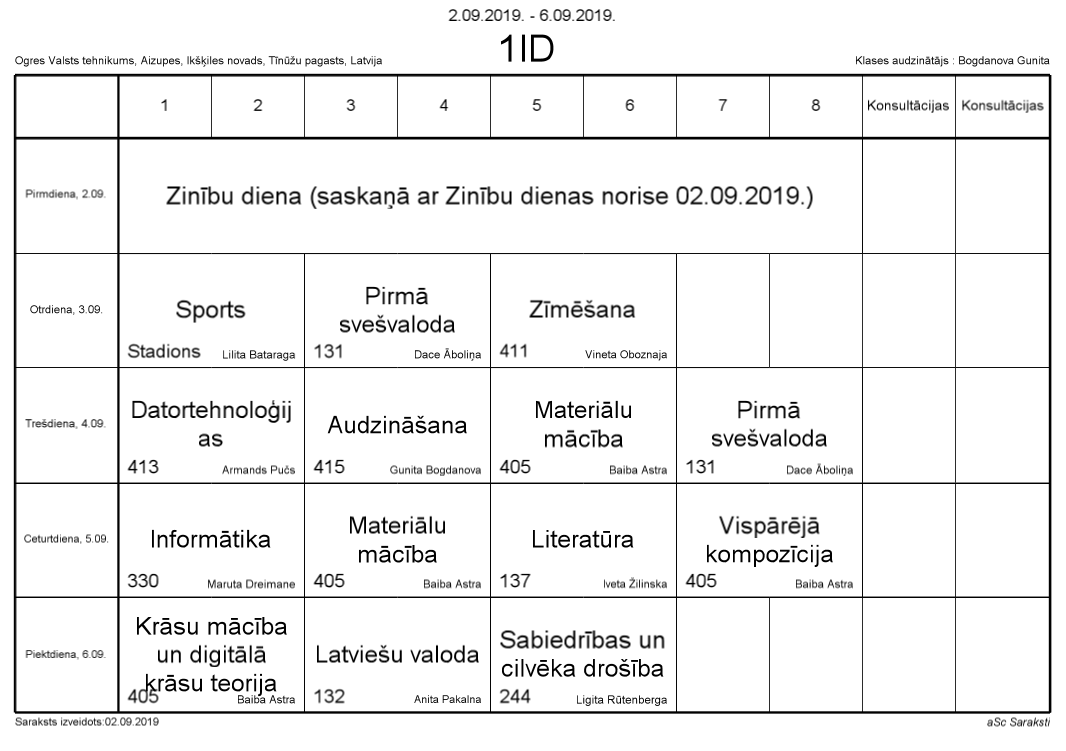 2.09.2019. - 6.09.2019.
1ID
Ogres Valsts tehnikums, Aizupes, Ikšķiles novads, Tīnūžu pagasts, Latvija
Klases audzinātājs : Bogdanova Gunita
1 2 3 4 5 6 7 8 Konsultācijas Konsultācijas
Pirmdiena, 2.09.
Zinību diena (saskaņā ar Zinību dienas norise 02.09.2019.)
Otrdiena, 3.09.
Sports
Stadions Lilita Bataraga
Pirmā
svešvaloda
131 Dace Āboliņa
Zīmēšana
411 Vineta Oboznaja
Trešdiena, 4.09.
Datortehnoloģij
as
413 Armands Pučs
Audzināšana
415 Gunita Bogdanova
Materiālu
mācība
405 Baiba Astra
Pirmā
svešvaloda
131 Dace Āboliņa
Ceturtdiena, 5.09.
Informātika
330 Maruta Dreimane
Materiālu
mācība
405 Baiba Astra
Literatūra
137 Iveta Žilinska
Vispārējā
kompozīcija
405 Baiba Astra
Piektdiena, 6.09.
Krāsu mācība
un digitālā
krāsu teorija
405 Baiba Astra
Latviešu valoda
132 Anita Pakalna
Sabiedrības un
cilvēka drošība
244 Ligita Rūtenberga
Saraksts izveidots:02.09.2019
aSc Saraksti